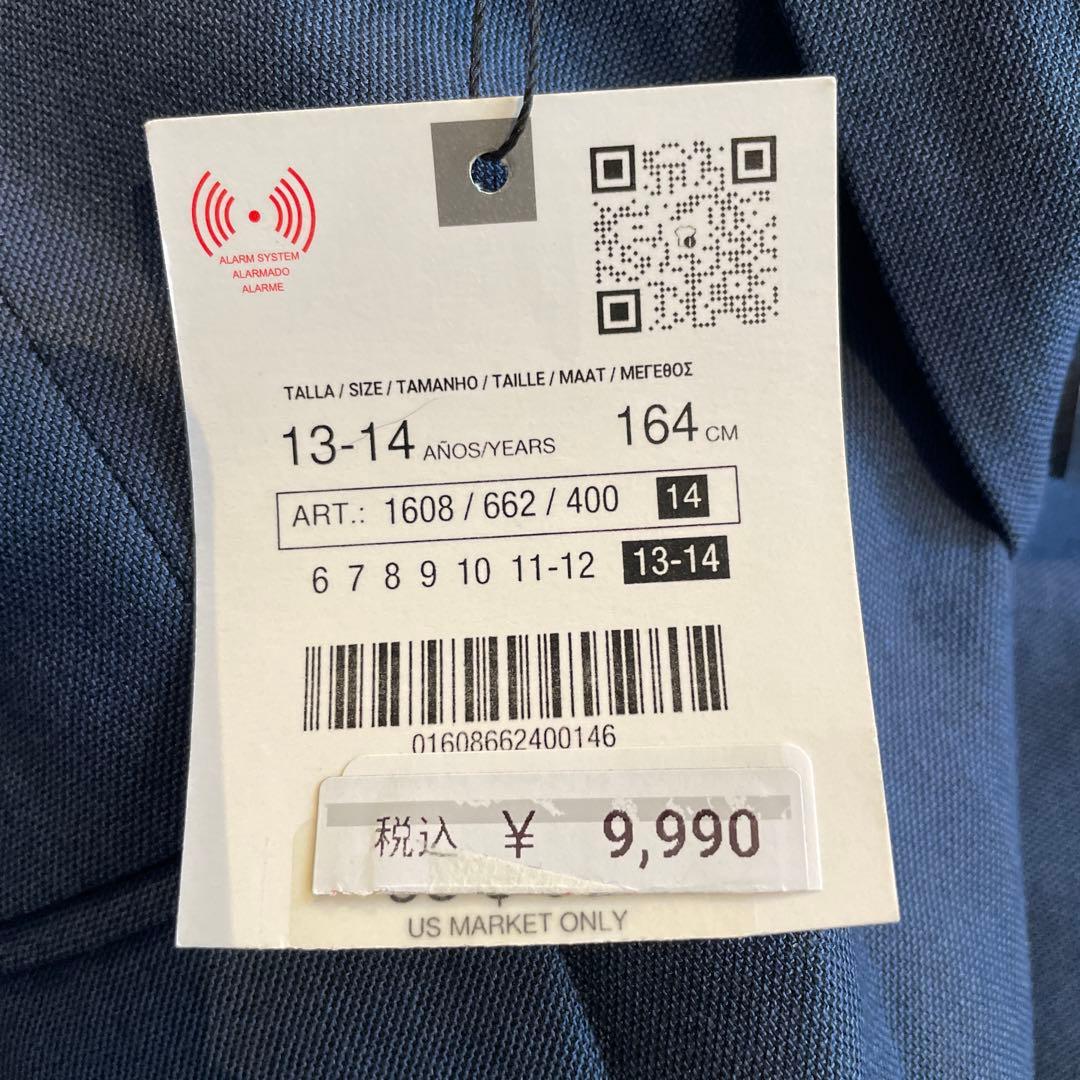 ALARM SYSTEM
ALARMADO
ALARME
TALLA / SIZE / TAMANHO / TAILLE / MAAT / ΜΕΓΕΘΟΣ
13-14 AÑOS/YEARS 164 CM
ART.: 1608 / 662 / 400 14
6 7 8 9 10 11-12 13-14
01608662400146
税込 ¥ 9,990
US MARKET ONLY